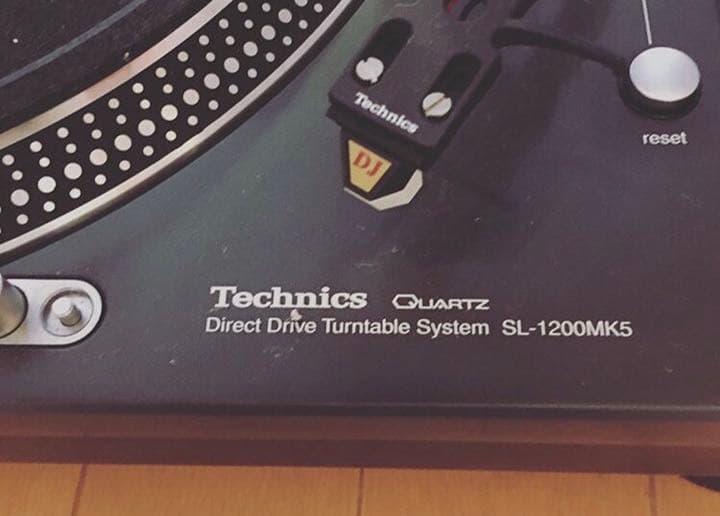 Technics
DJ
reset
Technics QUARTZ
Direct Drive Turntable System SL-1200MK5